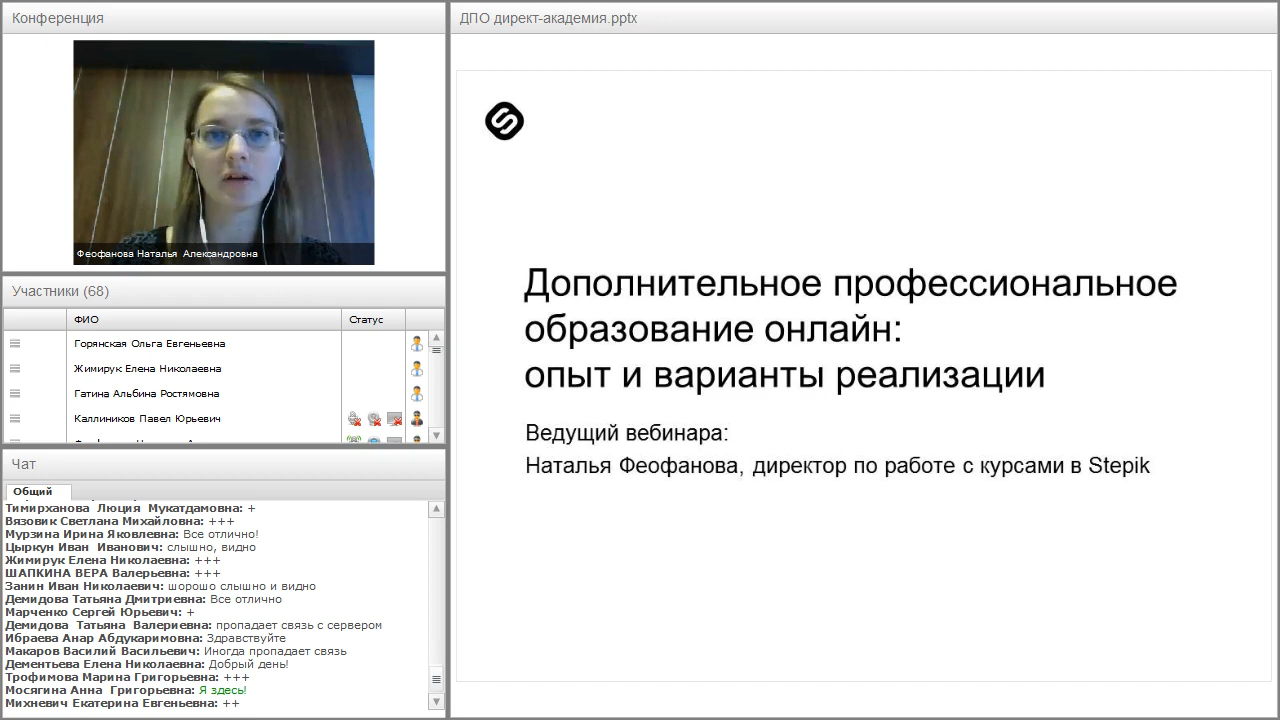 Конференция
Феофанова Наталья Александровна
Участники (68)
ФИО
Статус
Горянская Ольга Евгеньевна
Жимирук Елена Николаевна
Гатина Альбина Ростямовна
Каллиников Павел Юрьевич
Чат
Общий
Тимирханова Люция Мукатдамовна: +
Вязовик Светлана Михайловна: +++
Мурзина Ирина Яковлевна: Все отлично!
Цыркун Иван Иванович: слышно, видно
Жимирук Елена Николаевна: +++
ШАПКИНА ВЕРА Валерьевна: +++
Занин Иван Николаевич: шорошо слышно и видно
Демидова Татьяна Дмитриевна: Все отлично
Марченко Сергей Юрьевич: +
Демидова Татьяна Валериевна: пропадает связь с сервером
Ибраева Анар Абдукаримовна: Здравствуйте
Макаров Василий Васильевич: Иногда пропадает связь
Дементьева Елена Николаевна: Добрый день!
Трофимова Марина Григорьевна: +++
Мосягина Анна Григорьевна: Я здесь!
Михневич Екатерина Евгеньевна: ++
ДПО директ-академия.pptx
Дополнительное профессиональное
образование онлайн:
опыт и варианты реализации
Ведущий вебинара:
Наталья Феофанова, директор по работе с курсами в Stepik